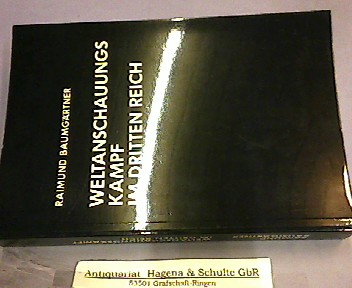 RAIMUND BAUMGÄRTNER
WELTANSCHAUUNGS
KAMPF
IM DRITTEN REICH
Antiquariat Hagena & Schulte GbR
53501 Grafschaft-Ringen